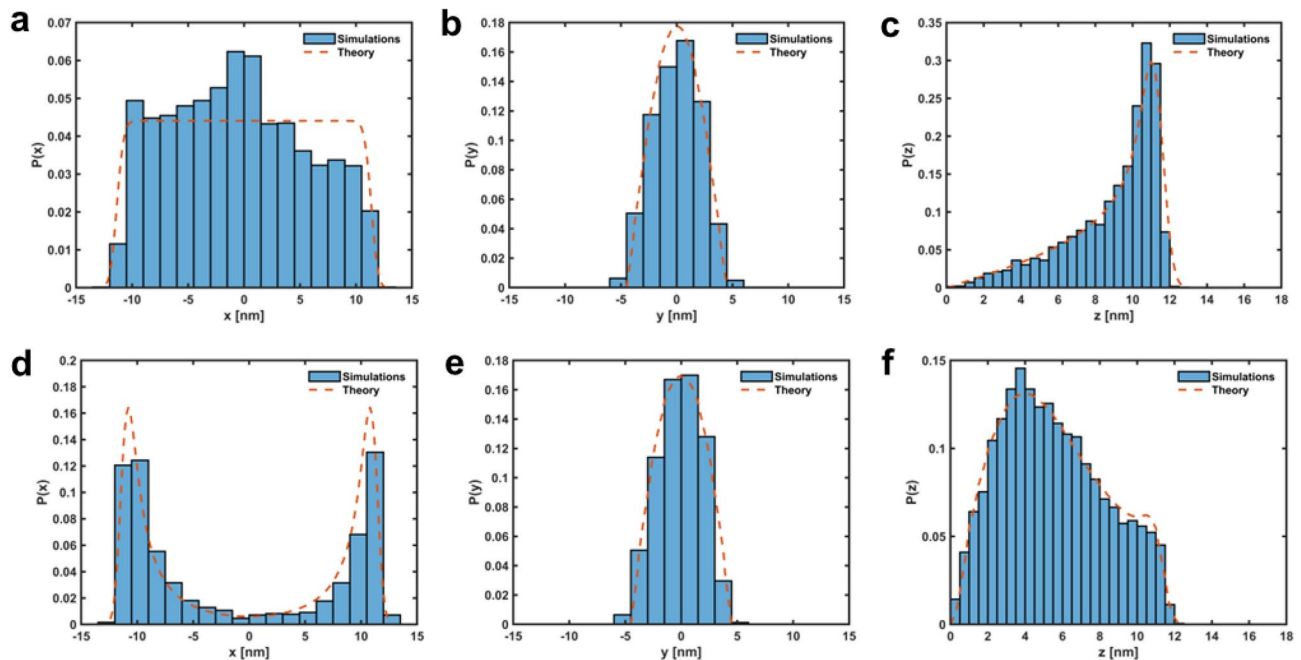 a
0.07
0.06
0.05
0.04
0.03
0.02
0.01
0
P(x)
-15 -10 -5 0 5 10 15
x [nm]
Simulations
Theory
b
0.18
0.16
0.14
0.12
0.1
0.08
0.06
0.04
0.02
0
P(y)
-15 -10 -5 0 5 10 15
y [nm]
Simulations
Theory
c
0.35
0.3
0.25
0.2
0.15
0.1
0.05
0
P(z)
0 2 4 6 8 10 12 14 16 18
z [nm]
Simulations
Theory
d
0.2
0.18
0.16
0.14
0.12
0.1
0.08
0.06
0.04
0.02
0
P(x)
-15 -10 -5 0 5 10 15
x [nm]
Simulations
Theory
e
0.18
0.16
0.14
0.12
0.1
0.08
0.06
0.04
0.02
0
P(y)
-15 -10 -5 0 5 10 15
y [nm]
Simulations
Theory
f
0.15
0.1
0.05
0
P(z)
0 2 4 6 8 10 12 14 16 18
z [nm]
Simulations
Theory